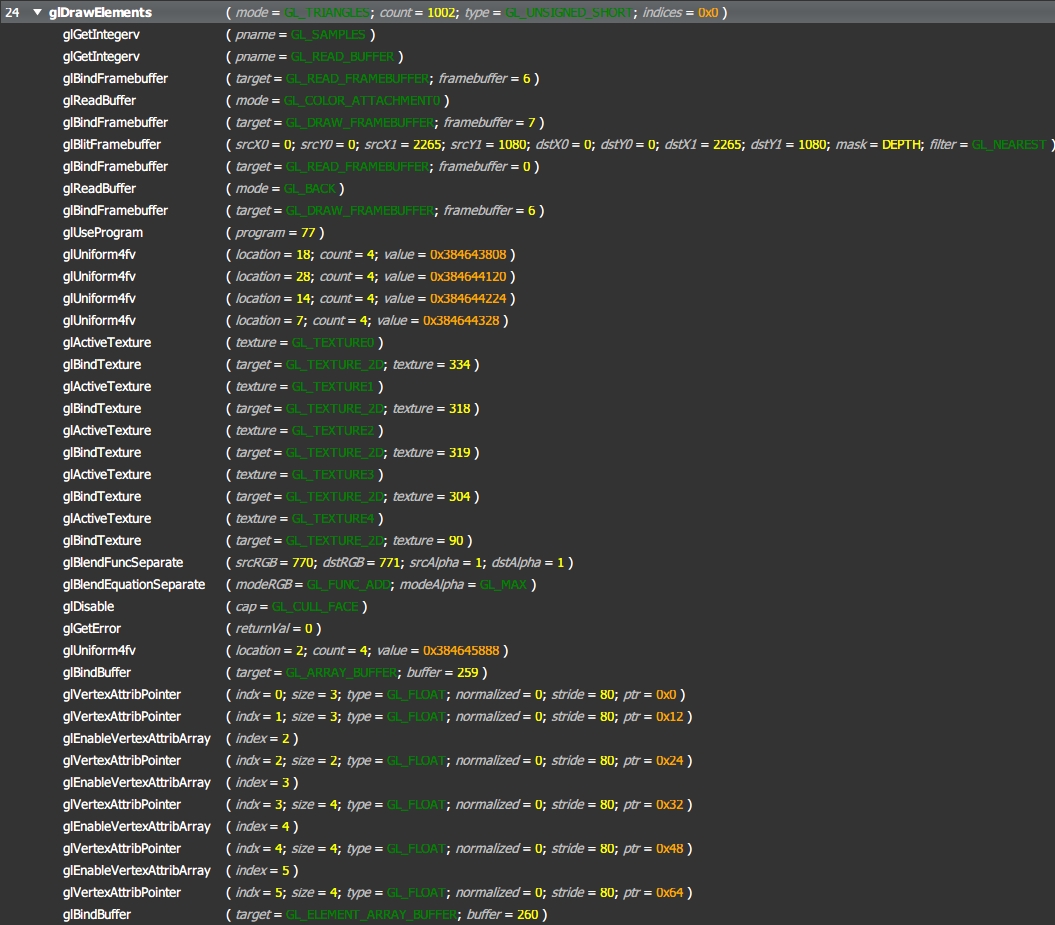 24 ▼ glDrawElements ( mode = GL_TRIANGLES; count = 1002; type = GL_UNSIGNED_SHORT; indices = 0x0 )
glGetIntegerv ( pname = GL_SAMPLES )
glGetIntegerv ( pname = GL_READ_BUFFER )
glBindFramebuffer ( target = GL_READ_FRAMEBUFFER; framebuffer = 6 )
glReadBuffer ( mode = GL_COLOR_ATTACHMENT0 )
glBindFramebuffer ( target = GL_DRAW_FRAMEBUFFER; framebuffer = 7 )
glBlitFramebuffer ( srcX0 = 0; srcY0 = 0; srcX1 = 2265; srcY1 = 1080; dstX0 = 0; dstY0 = 0; dstX1 = 2265; dstY1 = 1080; mask = DEPTH; filter = GL_NEAREST )
glBindFramebuffer ( target = GL_READ_FRAMEBUFFER; framebuffer = 0 )
glReadBuffer ( mode = GL_BACK )
glBindFramebuffer ( target = GL_DRAW_FRAMEBUFFER; framebuffer = 6 )
glUseProgram ( program = 77 )
glUniform4fv ( location = 18; count = 4; value = 0x384643808 )
glUniform4fv ( location = 28; count = 4; value = 0x384644120 )
glUniform4fv ( location = 14; count = 4; value = 0x384644224 )
glUniform4fv ( location = 7; count = 4; value = 0x384644328 )
glActiveTexture ( texture = GL_TEXTURE0 )
glBindTexture ( target = GL_TEXTURE_2D; texture = 334 )
glActiveTexture ( texture = GL_TEXTURE1 )
glBindTexture ( target = GL_TEXTURE_2D; texture = 318 )
glActiveTexture ( texture = GL_TEXTURE2 )
glBindTexture ( target = GL_TEXTURE_2D; texture = 319 )
glActiveTexture ( texture = GL_TEXTURE3 )
glBindTexture ( target = GL_TEXTURE_2D; texture = 304 )
glActiveTexture ( texture = GL_TEXTURE4 )
glBindTexture ( target = GL_TEXTURE_2D; texture = 90 )
glBlendFuncSeparate ( srcRGB = 770; dstRGB = 771; srcAlpha = 1; dstAlpha = 1 )
glBlendEquationSeparate ( modeRGB = GL_FUNC_ADD; modeAlpha = GL_MAX )
glDisable ( cap = GL_CULL_FACE )
glGetError ( returnVal = 0 )
glUniform4fv ( location = 2; count = 4; value = 0x384645888 )
glBindBuffer ( target = GL_ARRAY_BUFFER; buffer = 259 )
glVertexAttribPointer ( indx = 0; size = 3; type = GL_FLOAT; normalized = 0; stride = 80; ptr = 0x0 )
glVertexAttribPointer ( indx = 1; size = 3; type = GL_FLOAT; normalized = 0; stride = 80; ptr = 0x12 )
glEnableVertexAttribArray ( index = 2 )
glVertexAttribPointer ( indx = 2; size = 2; type = GL_FLOAT; normalized = 0; stride = 80; ptr = 0x24 )
glEnableVertexAttribArray ( index = 3 )
glVertexAttribPointer ( indx = 3; size = 4; type = GL_FLOAT; normalized = 0; stride = 80; ptr = 0x32 )
glEnableVertexAttribArray ( index = 4 )
glVertexAttribPointer ( indx = 4; size = 4; type = GL_FLOAT; normalized = 0; stride = 80; ptr = 0x48 )
glEnableVertexAttribArray ( index = 5 )
glVertexAttribPointer ( indx = 5; size = 4; type = GL_FLOAT; normalized = 0; stride = 80; ptr = 0x64 )
glBindBuffer ( target = GL_ELEMENT_ARRAY_BUFFER; buffer = 260 )